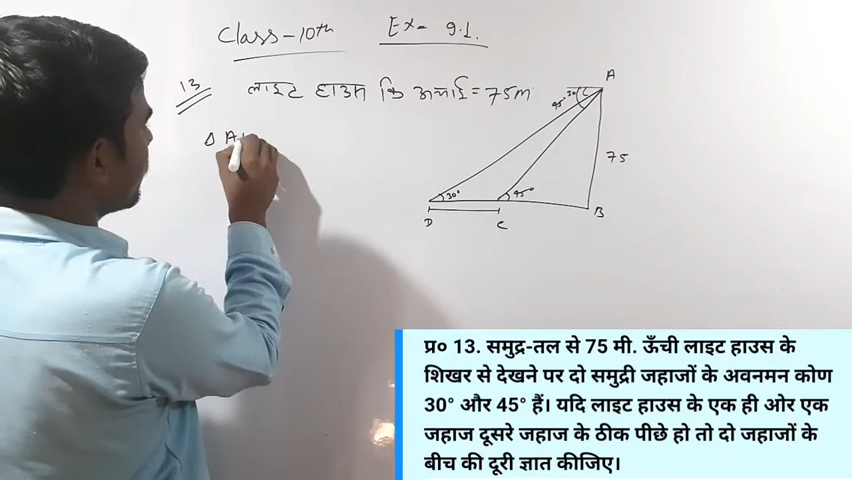 Class-10th Ex- 9.1
13 लाइट हाउस कि ऊचाई = 75m
Δ A
A
30°
45°
75
30°
45°
D
C
B
प्र० 13. समुद्र-तल से 75 मी. ऊँची लाइट हाउस के
शिखर से देखने पर दो समुद्री जहाजों के अवनमन कोण
30° और 45° हैं। यदि लाइट हाउस के एक ही ओर एक
जहाज दूसरे जहाज के ठीक पीछे हो तो दो जहाजों के
बीच की दूरी ज्ञात कीजिए।